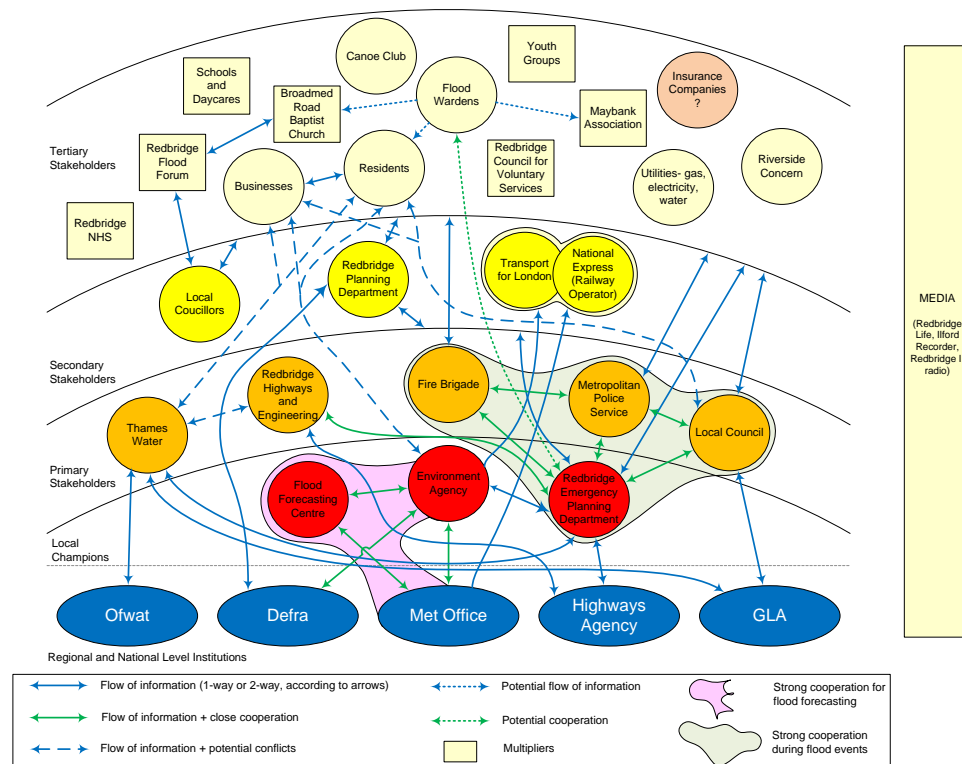 Canoe Club
Youth
Groups
Schools
and
Daycares
Insurance
Companies
?
Flood
Wardens
Broadmed
Road
Baptist
Church
Maybank
Association
Tertiary
Stakeholders
Redbridge
Flood
Forum
Residents
Redbridge
Council for
Voluntary
Services
Riverside
Concern
Businesses
Utilities- gas,
electricity,
water
Redbridge
NHS
Transport
for London
National
Express
(Railway
Operator)
Redbridge
Planning
Department
Local
Coucillors
MEDIA
(Redbridge
Life, Ilford
Recorder,
Redbridge I
radio)
Secondary
Stakeholders
Redbridge
Highways
and
Engineering
Fire Brigade
Metropolitan
Police
Service
Thames
Water
Local Council
Primary
Stakeholders
Flood
Forecasting
Centre
Environment
Agency
Redbridge
Emergency
Planning
Department
Local
Champions
Ofwat
Defra
Met Office
Highways
Agency
GLA
Regional and National Level Institutions
Flow of information (1-way or 2-way, according to arrows)
Flow of information + close cooperation
Flow of information + potential conflicts
Potential flow of information
Potential cooperation
Multipliers
Strong cooperation for
flood forecasting
Strong cooperation
during flood events